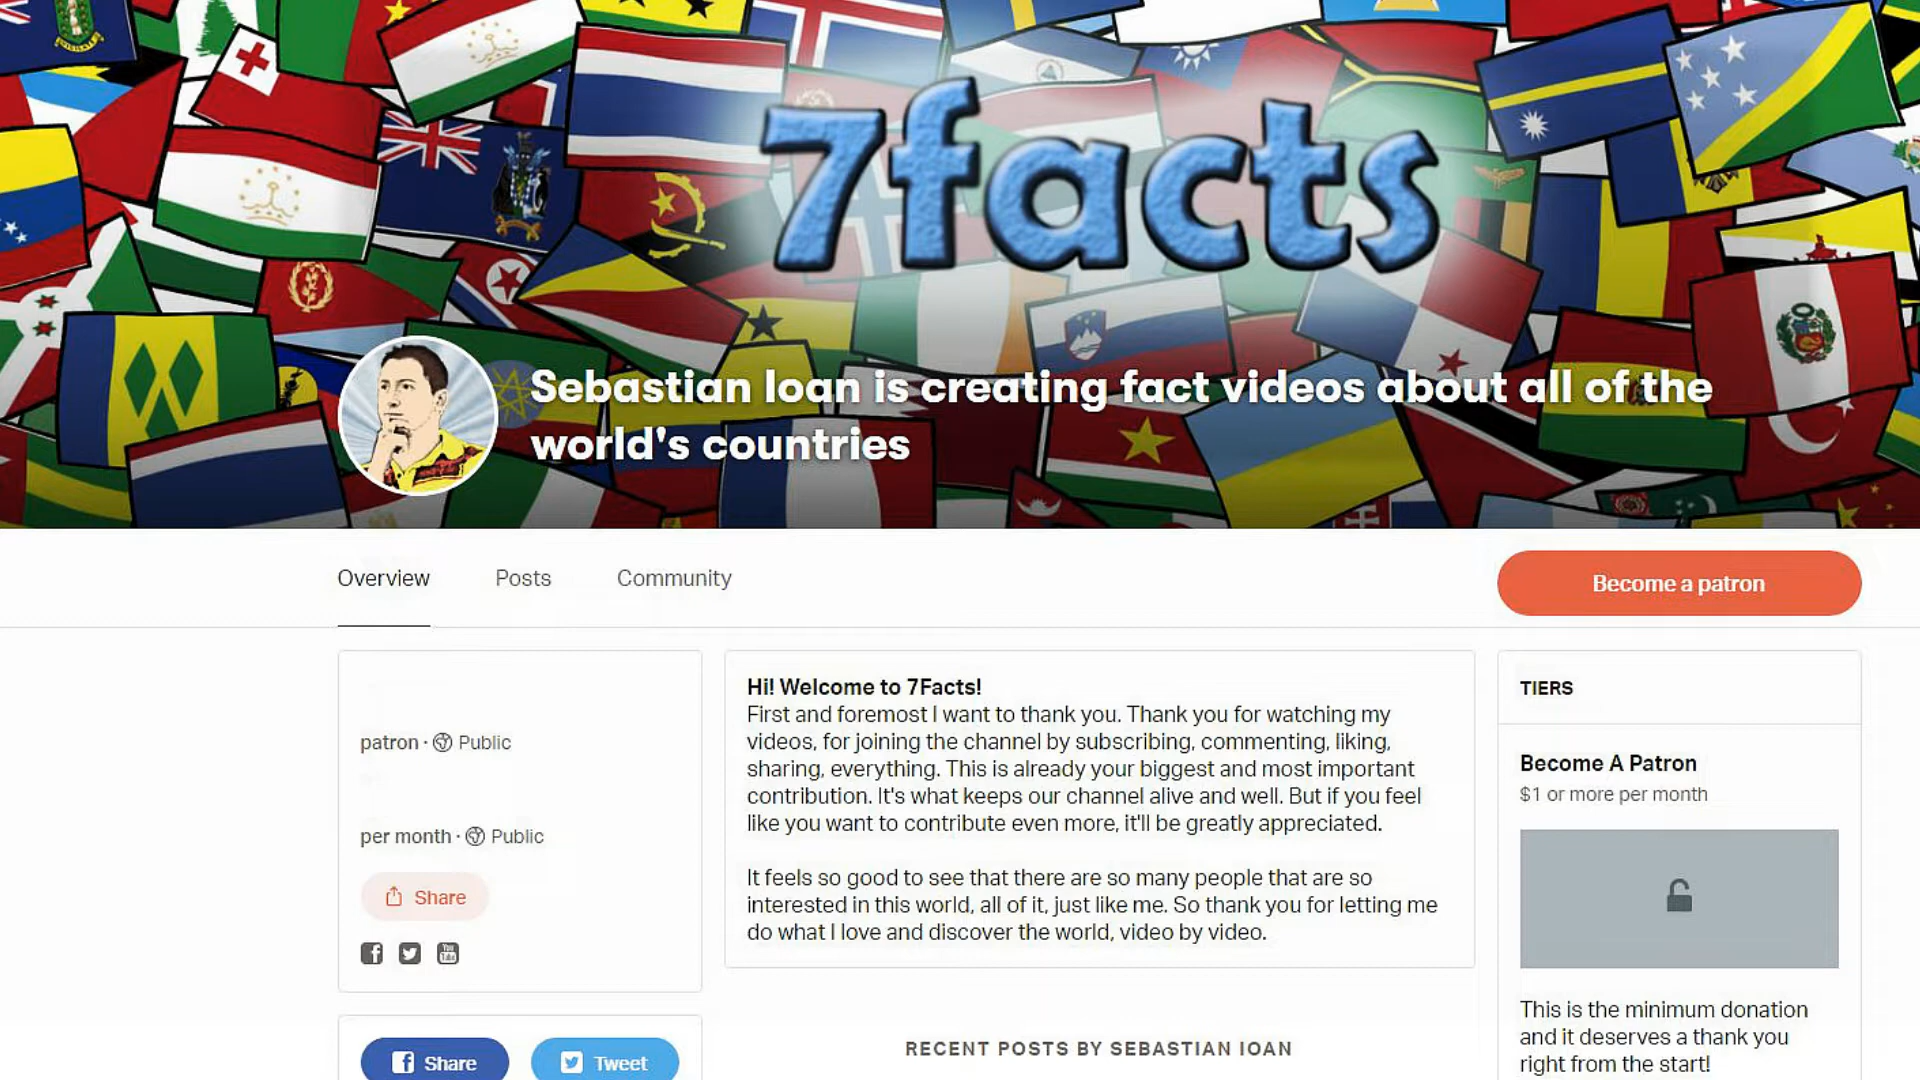 7facts
Sebastian Ioan is creating fact videos about all of the
world's countries
Overview
Posts
Community
Become a patron
patron · Public
per month · Public
Share
Share
Tweet
Hi! Welcome to 7Facts!
First and foremost I want to thank you. Thank you for watching my
videos, for joining the channel by subscribing, commenting, liking,
sharing, everything. This is already your biggest and most important
contribution. It's what keeps our channel alive and well. But if you feel
like you want to contribute even more, it'll be greatly appreciated.
It feels so good to see that there are so many people that are so
interested in this world, all of it, just like me. So thank you for letting me
do what I love and discover the world, video by video.
RECENT POSTS BY SEBASTIAN IOAN
TIERS
Become A Patron
$1 or more per month
This is the minimum donation
and it deserves a thank you
right from the start!